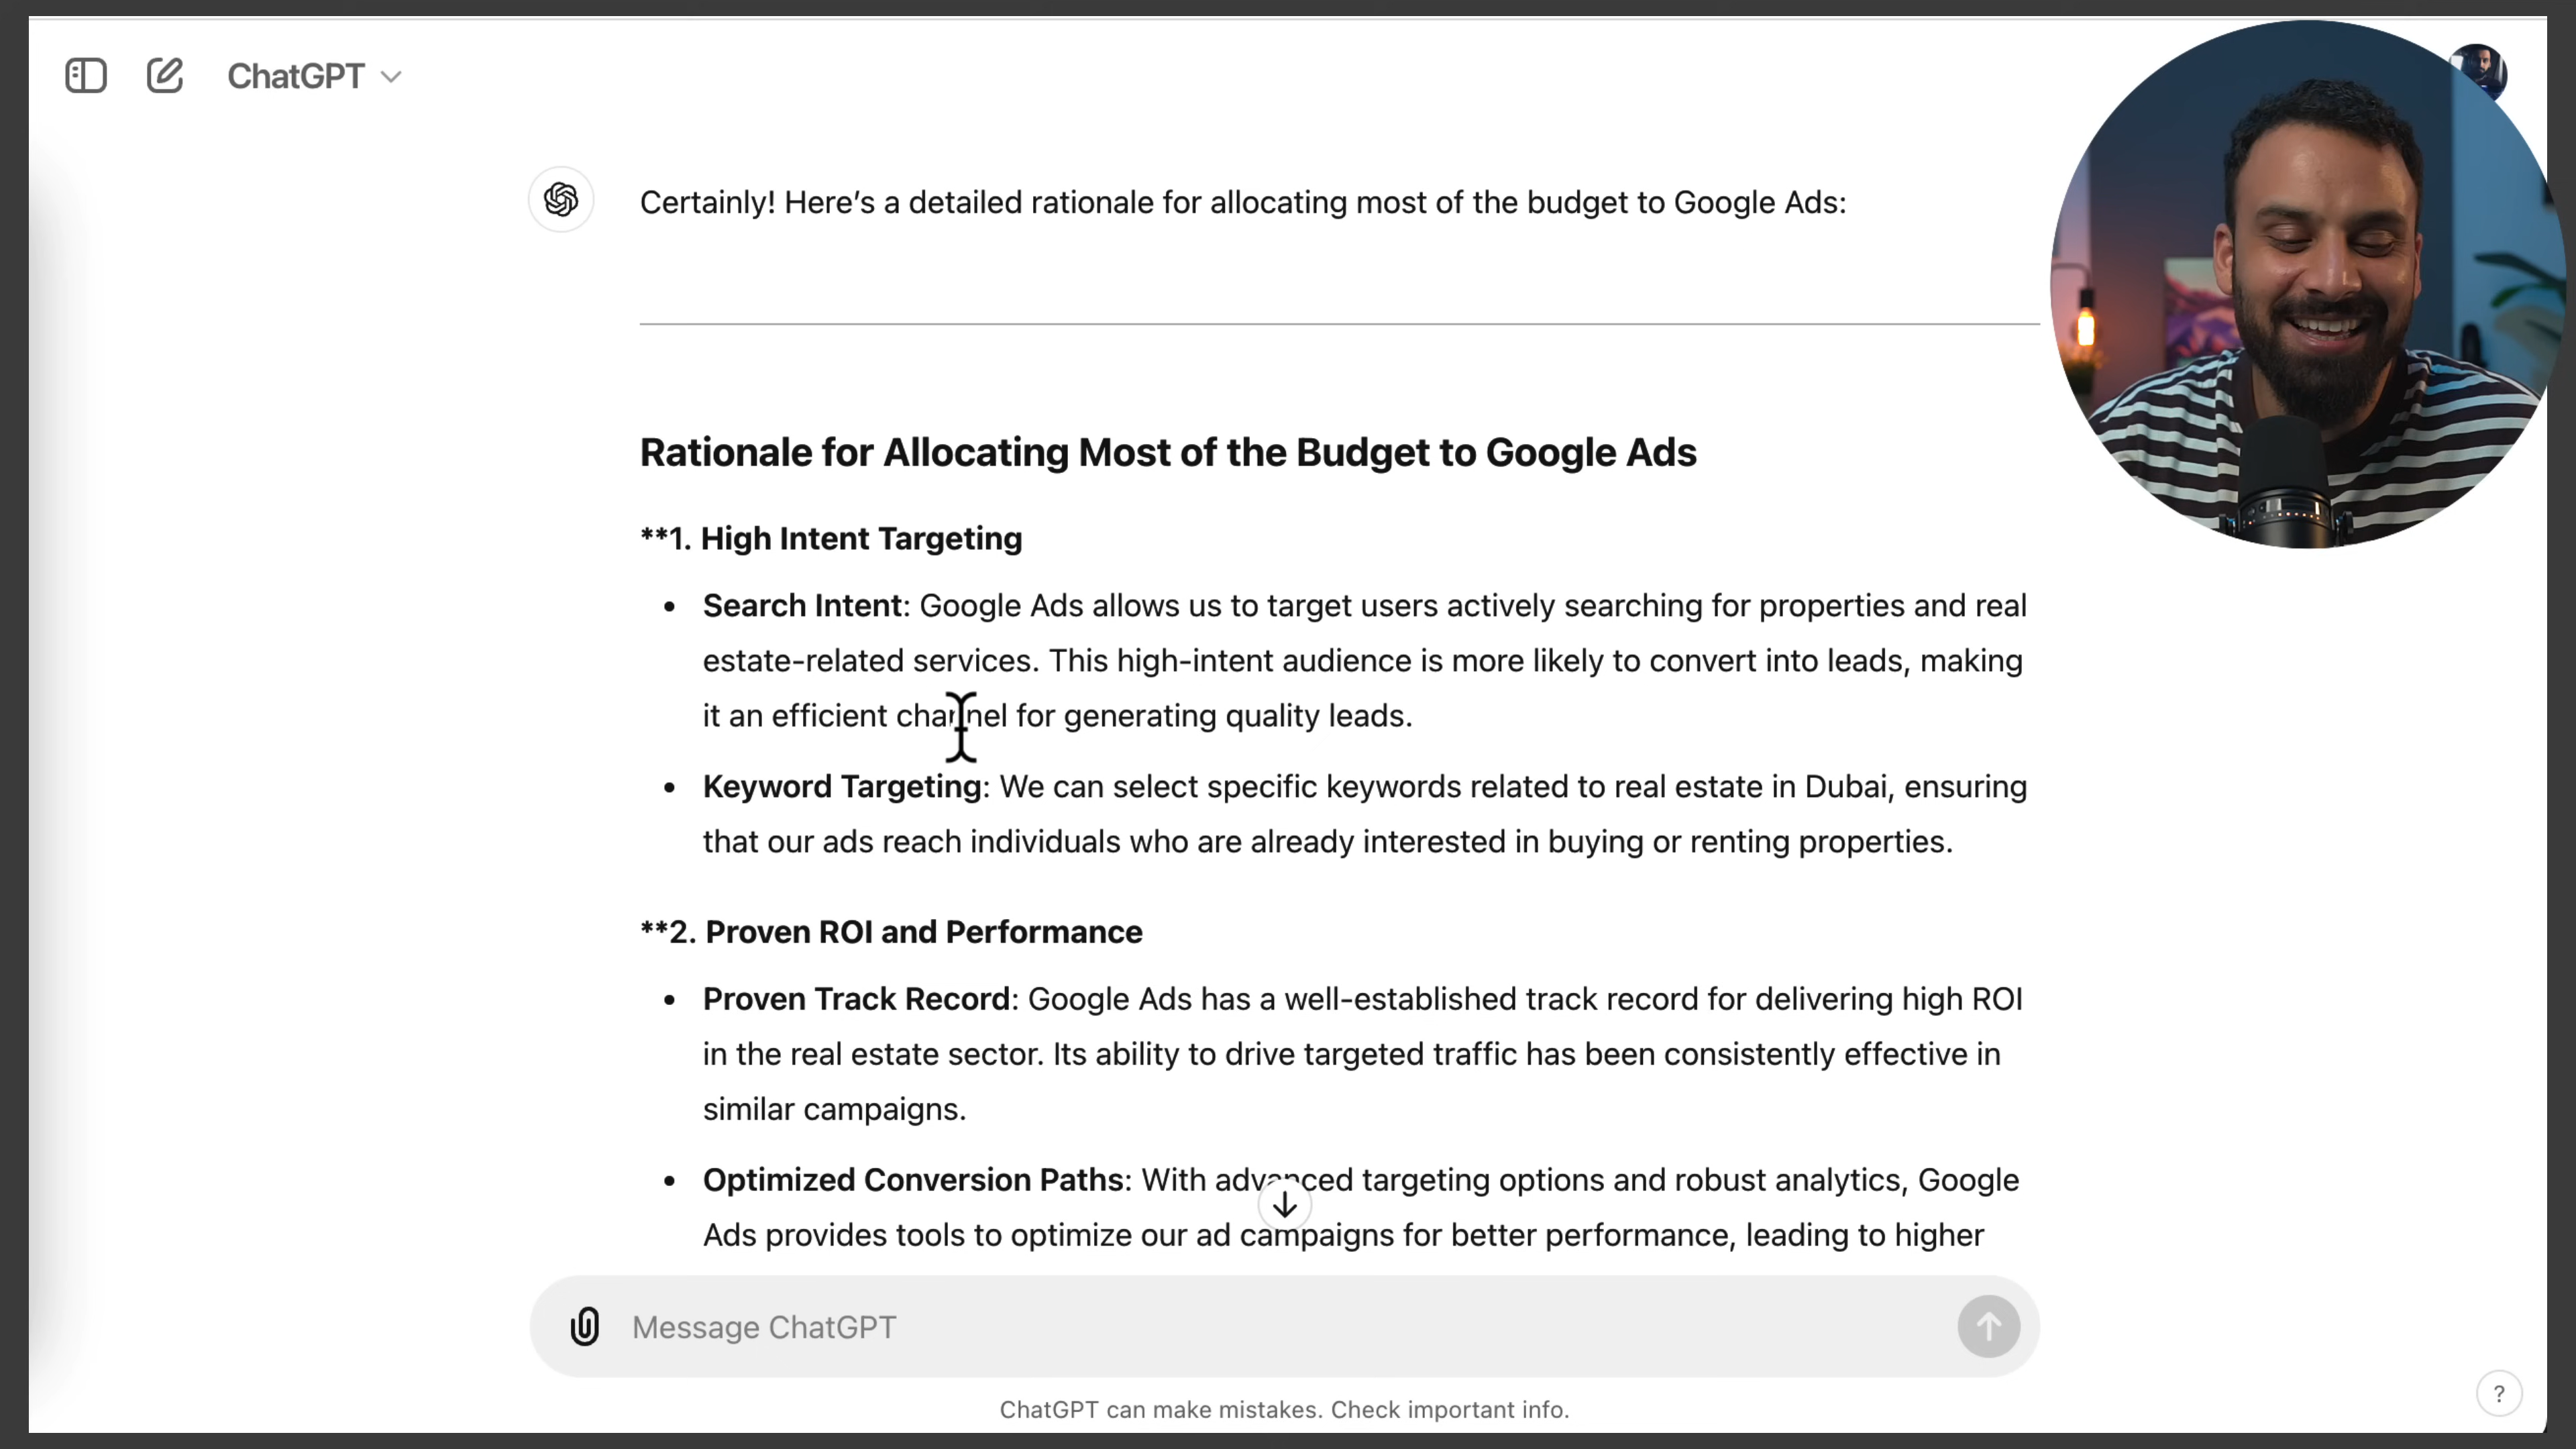 ChatGPT
Certainly! Here's a detailed rationale for allocating most of the budget to Google Ads:
Rationale for Allocating Most of the Budget to Google Ads
**1. High Intent Targeting
• Search Intent: Google Ads allows us to target users actively searching for properties and real
estate-related services. This high-intent audience is more likely to convert into leads, making
it an efficient channel for generating quality leads.
• Keyword Targeting: We can select specific keywords related to real estate in Dubai, ensuring
that our ads reach individuals who are already interested in buying or renting properties.
**2. Proven ROI and Performance
• Proven Track Record: Google Ads has a well-established track record for delivering high ROI
in the real estate sector. Its ability to drive targeted traffic has been consistently effective in
similar campaigns.
• Optimized Conversion Paths: With advanced targeting options and robust analytics, Google
Ads provides tools to optimize our ad campaigns for better performance, leading to higher
Message ChatGPT
ChatGPT can make mistakes. Check important info.
?